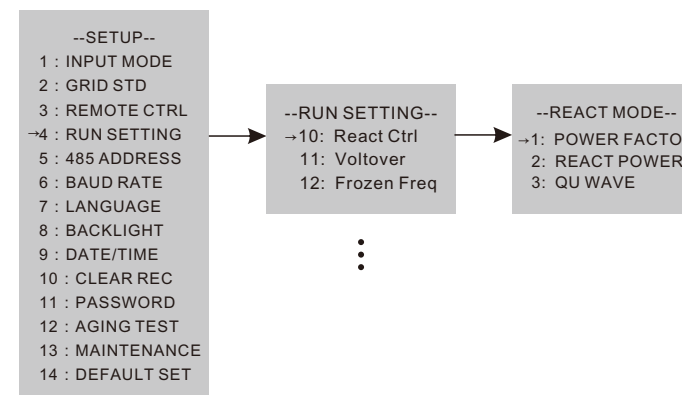 --SETUP--
1 : INPUT MODE
2 : GRID STD
3 : REMOTE CTRL
→4 : RUN SETTING
5 : 485 ADDRESS
6 : BAUD RATE
7 : LANGUAGE
8 : BACKLIGHT
9 : DATE/TIME
10 : CLEAR REC
11 : PASSWORD
12 : AGING TEST
13 : MAINTENANCE
14 : DEFAULT SET
--RUN SETTING--
→10: React Ctrl
11: Voltover
12: Frozen Freq
--REACT MODE--
→1: POWER FACTO
2: REACT POWER
3: QU WAVE